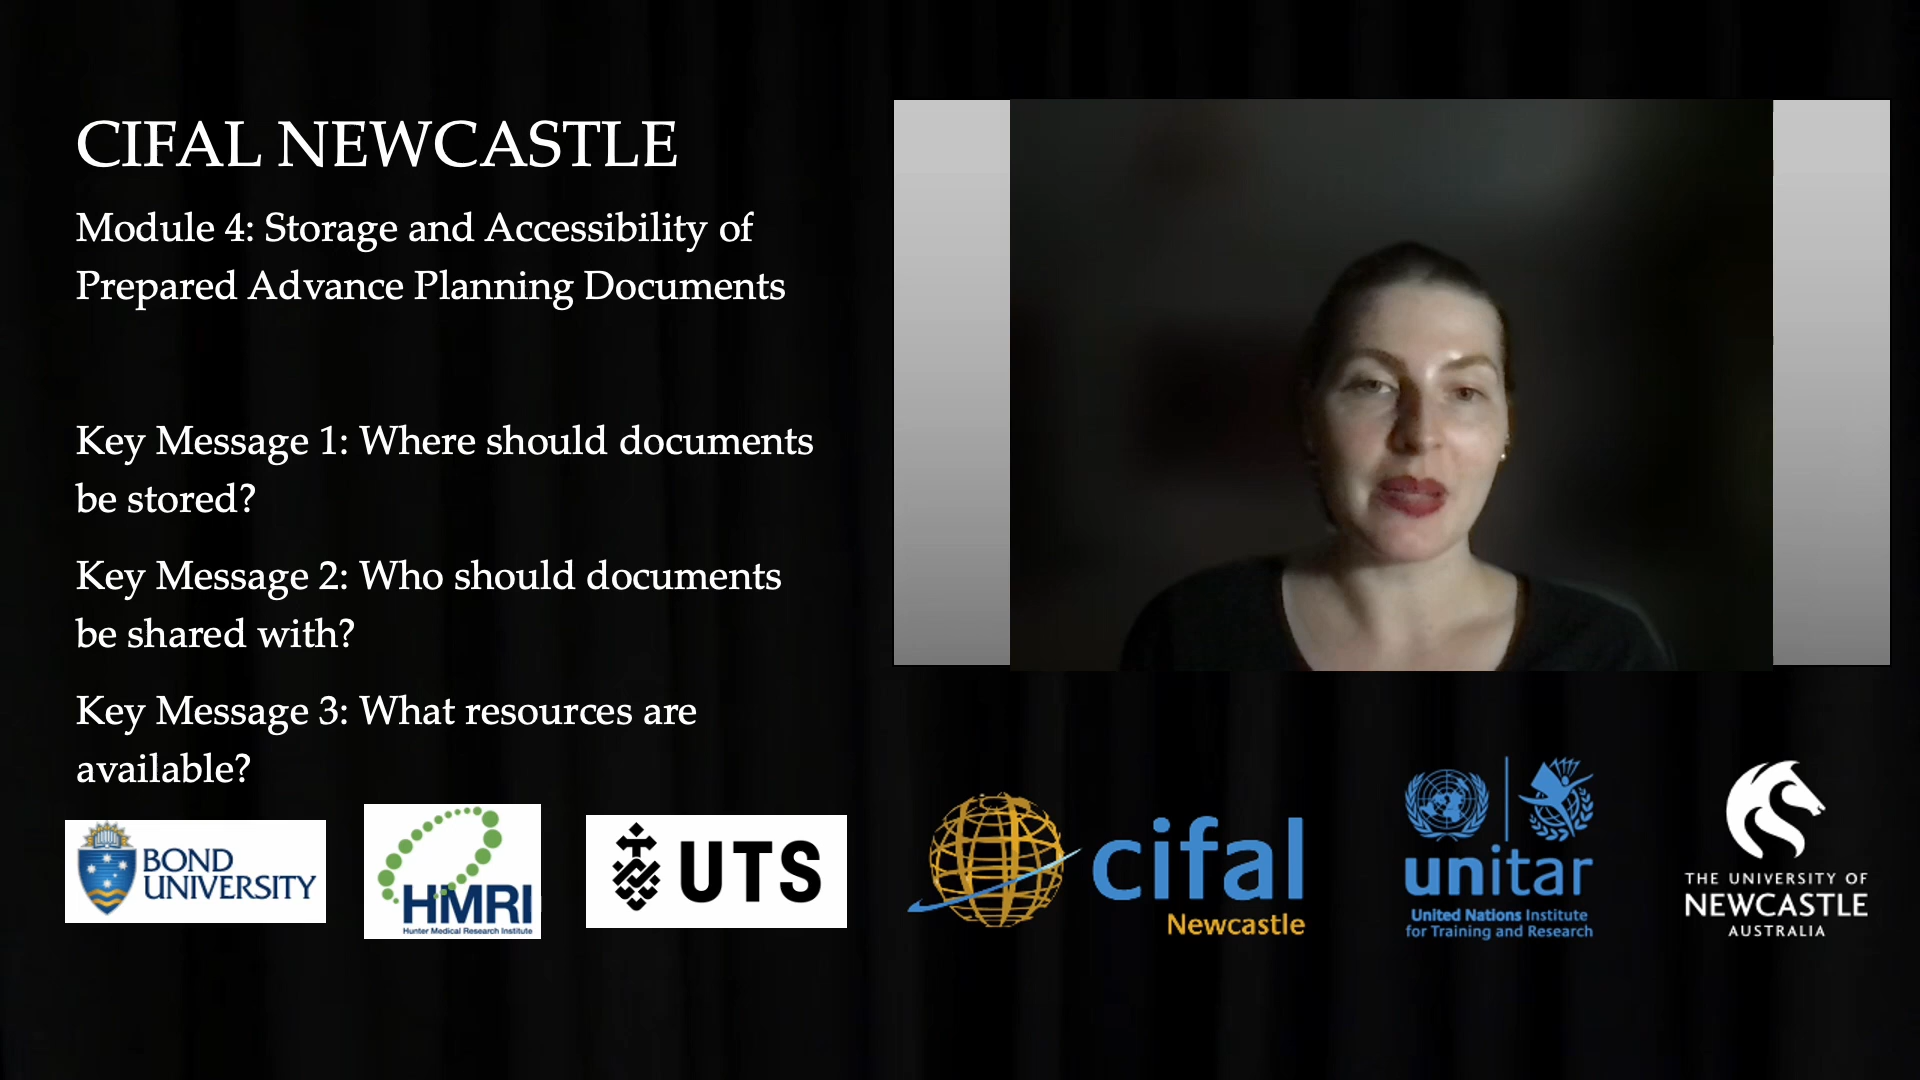 CIFAL NEWCASTLE
Module 4: Storage and Accessibility of
Prepared Advance Planning Documents
Key Message 1: Where should documents
be stored?
Key Message 2: Who should documents
be shared with?
Key Message 3: What resources are
available?
BOND
UNIVERSITY
HMRI
Hunter Medical Research Institute
UTS
cifal
Newcastle
unitar
United Nations Institute
for Training and Research
THE UNIVERSITY OF
NEWCASTLE
AUSTRALIA